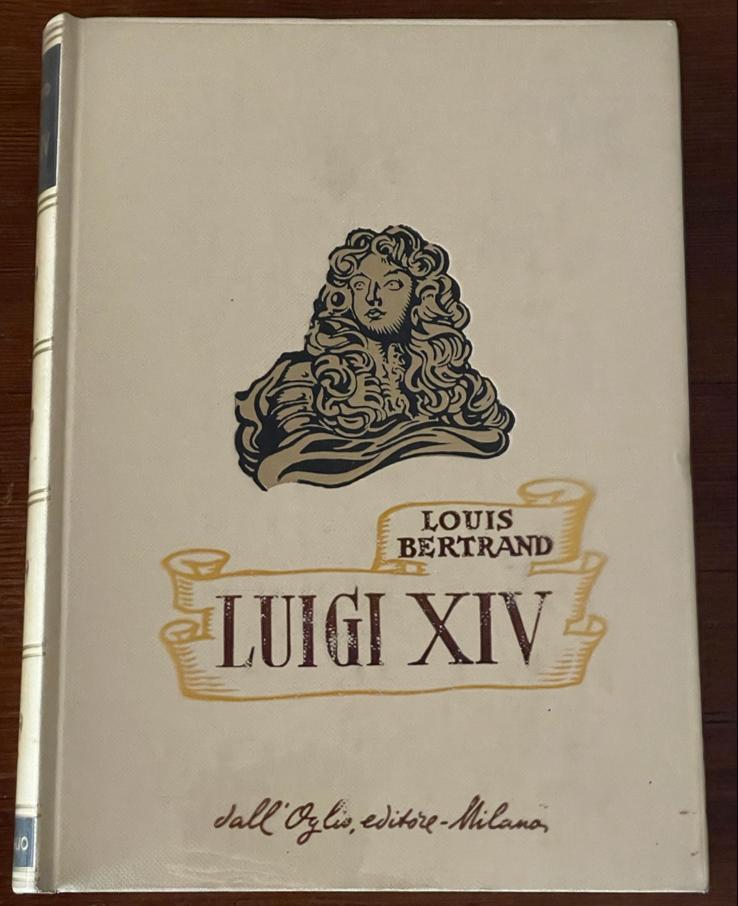 LOUIS
BERTRAND
LUIGI XIV
dall'Oglio, editore-Milano